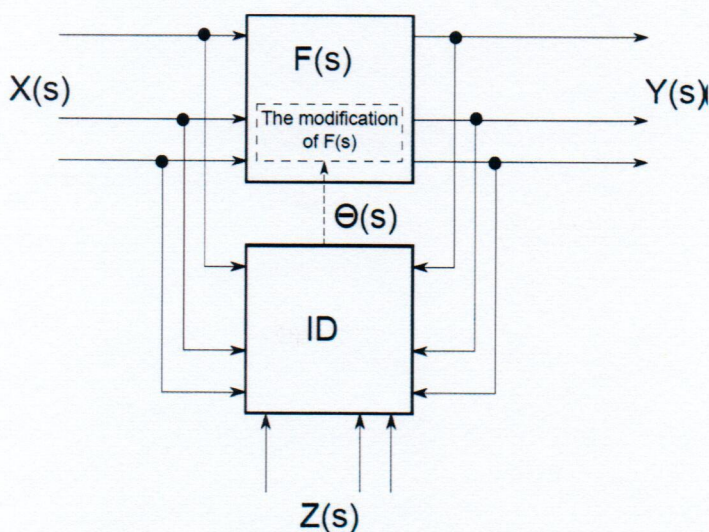 F(s)
X(s)
Y(s)
The modification
of F(s)
Θ(s)
ID
Z(s)